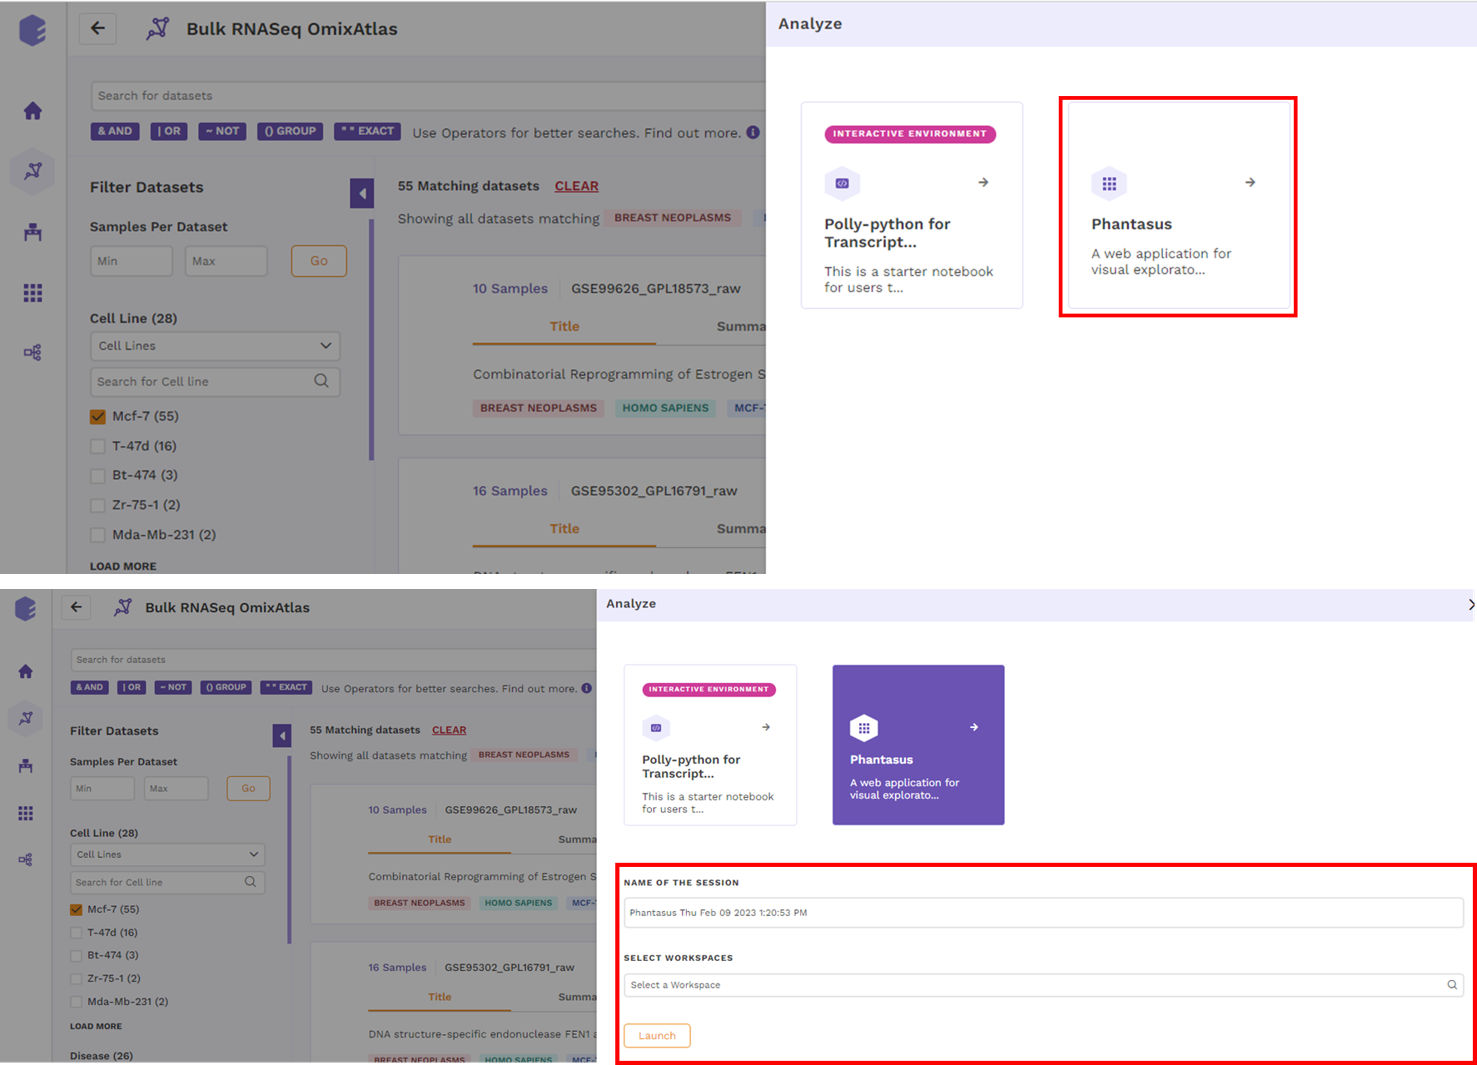 Bulk RNASeq OmixAtlas
Search for datasets
& AND | OR ~ NOT () GROUP " " EXACT Use Operators for better searches. Find out more.
Filter Datasets
Samples Per Dataset
Min Max Go
Cell Line (28)
Cell Lines
Search for Cell line
Mcf-7 (55)
T-47d (16)
Bt-474 (3)
Zr-75-1 (2)
Mda-Mb-231 (2)
LOAD MORE
55 Matching datasets CLEAR
Showing all datasets matching BREAST NEOPLASMS
10 Samples GSE99626_GPL18573_raw
Title Summa
Combinatorial Reprogramming of Estrogen S
BREAST NEOPLASMS HOMO SAPIENS MCF-7
16 Samples GSE95302_GPL16791_raw
Title Summa
Analyze
INTERACTIVE ENVIRONMENT
Polly-python for
Transcript...
This is a starter notebook
for users t...
Phantasus
A web application for
visual explorato...
Bulk RNASeq OmixAtlas
Search for datasets
& AND | OR ~ NOT () GROUP " " EXACT Use Operators for better searches. Find out more.
Filter Datasets
Samples Per Dataset
Min Max Go
Cell Line (28)
Cell Lines
Search for Cell line
Mcf-7 (55)
T-47d (16)
Bt-474 (3)
Zr-75-1 (2)
Mda-Mb-231 (2)
LOAD MORE
Disease (26)
55 Matching datasets CLEAR
Showing all datasets matching BREAST NEOPLASMS
10 Samples GSE99626_GPL18573_raw
Title Summa
Combinatorial Reprogramming of Estrogen S
BREAST NEOPLASMS HOMO SAPIENS MCF-7
16 Samples GSE95302_GPL16791_raw
Title Summa
DNA structure-specific endonuclease FEN1 a
BREAST NEOPLASMS HOMO SAPIENS MCF-7
Analyze
INTERACTIVE ENVIRONMENT
Polly-python for
Transcript...
This is a starter notebook
for users t...
Phantasus
A web application for
visual explorato...
NAME OF THE SESSION
Phantasus Thu Feb 09 2023 1:20:53 PM
SELECT WORKSPACES
Select a Workspace
Launch